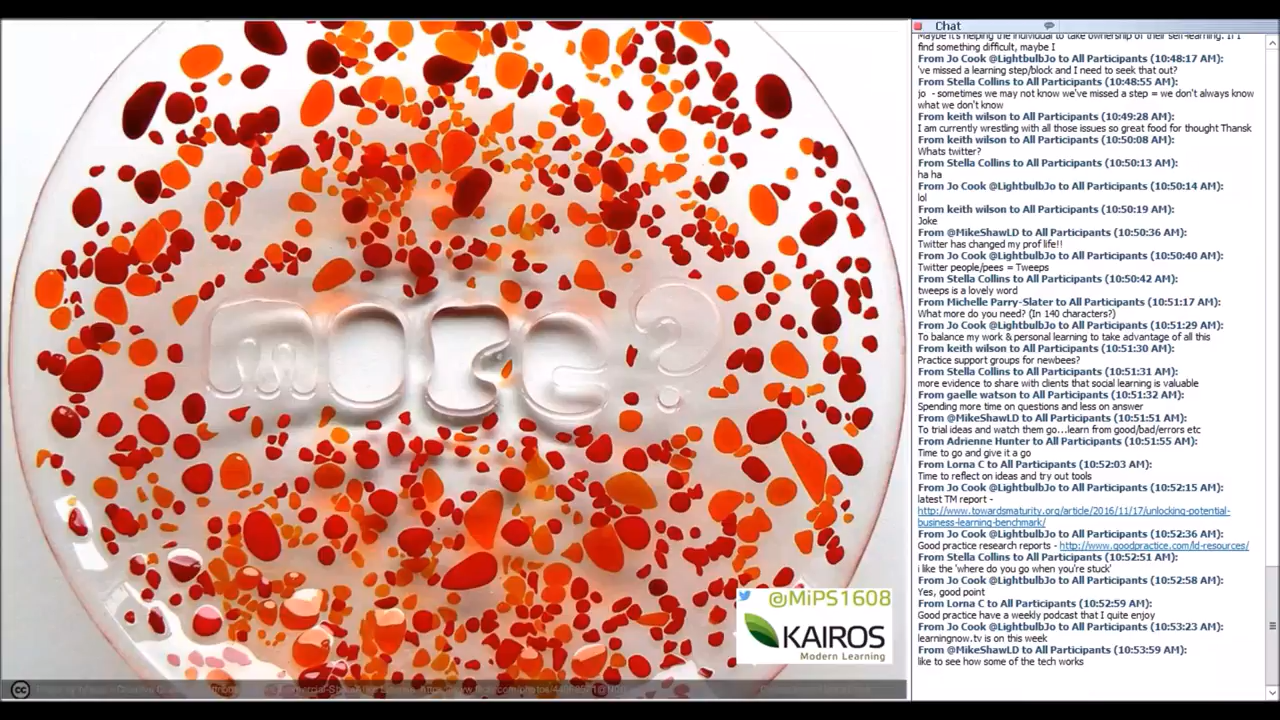 more?
@MiPS1608
KAIROS
Modern Learning
cc
Chat
Maybe it's helping the individual to take ownership of their self-learning. If I
find something difficult, maybe I
From Jo Cook @LightbulbJo to All Participants (10:48:17 AM):
've missed a learning step/block and I need to seek that out?
From Stella Collins to All Participants (10:48:55 AM):
jo - sometimes we may not know we've missed a step = we don't always know
what we don't know
From keith wilson to All Participants (10:49:28 AM):
I am currently wrestling with all those issues so great food for thought Thansk
From keith wilson to All Participants (10:50:08 AM):
Whats twitter?
From Stella Collins to All Participants (10:50:13 AM):
ha ha
From Jo Cook @LightbulbJo to All Participants (10:50:14 AM):
lol
From keith wilson to All Participants (10:50:19 AM):
Joke
From @MikeShawLD to All Participants (10:50:36 AM):
Twitter has changed my prof life!!
From Jo Cook @LightbulbJo to All Participants (10:50:40 AM):
Twitter people/pees = Tweeps
From Stella Collins to All Participants (10:50:42 AM):
tweeps is a lovely word
From Michelle Parry-Slater to All Participants (10:51:17 AM):
What more do you need? (In 140 characters?)
From Jo Cook @LightbulbJo to All Participants (10:51:29 AM):
To balance my work & personal learning to take advantage of all this
From keith wilson to All Participants (10:51:30 AM):
Practice support groups for newbees?
From Stella Collins to All Participants (10:51:31 AM):
more evidence to share with clients that social learning is valuable
From gaelle watson to All Participants (10:51:32 AM):
Spending more time on questions and less on answer
From @MikeShawLD to All Participants (10:51:51 AM):
To trial ideas and watch them go...learn from good/bad/errors etc
From Adrienne Hunter to All Participants (10:51:55 AM):
Time to go and give it a go
From Lorna C to All Participants (10:52:03 AM):
Time to reflect on ideas and try out tools
From Jo Cook @LightbulbJo to All Participants (10:52:15 AM):
latest TM report -
http://www.towardsmaturity.org/article/2016/11/17/unlocking-potential-
business-learning-benchmark/
From Jo Cook @LightbulbJo to All Participants (10:52:36 AM):
Good practice research reports - http://www.goodpractice.com/ld-resources/
From Stella Collins to All Participants (10:52:51 AM):
i like the 'where do you go when you're stuck'
From Jo Cook @LightbulbJo to All Participants (10:52:58 AM):
Yes, good point
From Lorna C to All Participants (10:52:59 AM):
Good practice have a weekly podcast that I quite enjoy
From Jo Cook @LightbulbJo to All Participants (10:53:23 AM):
learningnow.tv is on this week
From @MikeShawLD to All Participants (10:53:59 AM):
like to see how some of the tech works